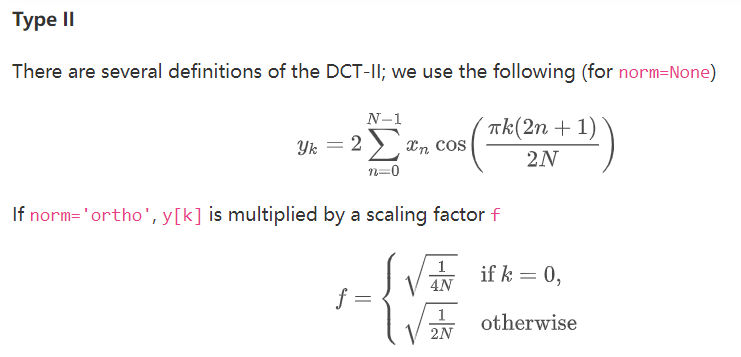 Type II
There are several definitions of the DCT-II; we use the following (for norm=None)
$$y_k = 2 \sum_{n=0}^{N-1} x_n \cos\left(\frac{\pi k(2n+1)}{2N}\right)$$
If norm='ortho', y[k] is multiplied by a scaling factor f
$$f = \begin{cases} \sqrt{\frac{1}{4N}} & \text{if } k = 0, \\ \sqrt{\frac{1}{2N}} & \text{otherwise} \end{cases}$$